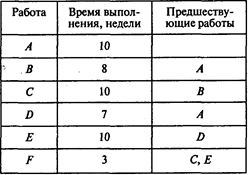 Работа Время выпол-нения, недели Предшеству-ющие работы
A 10
B 8 A
C 10 B
D 7 A
E 10 D
F 3 C, E